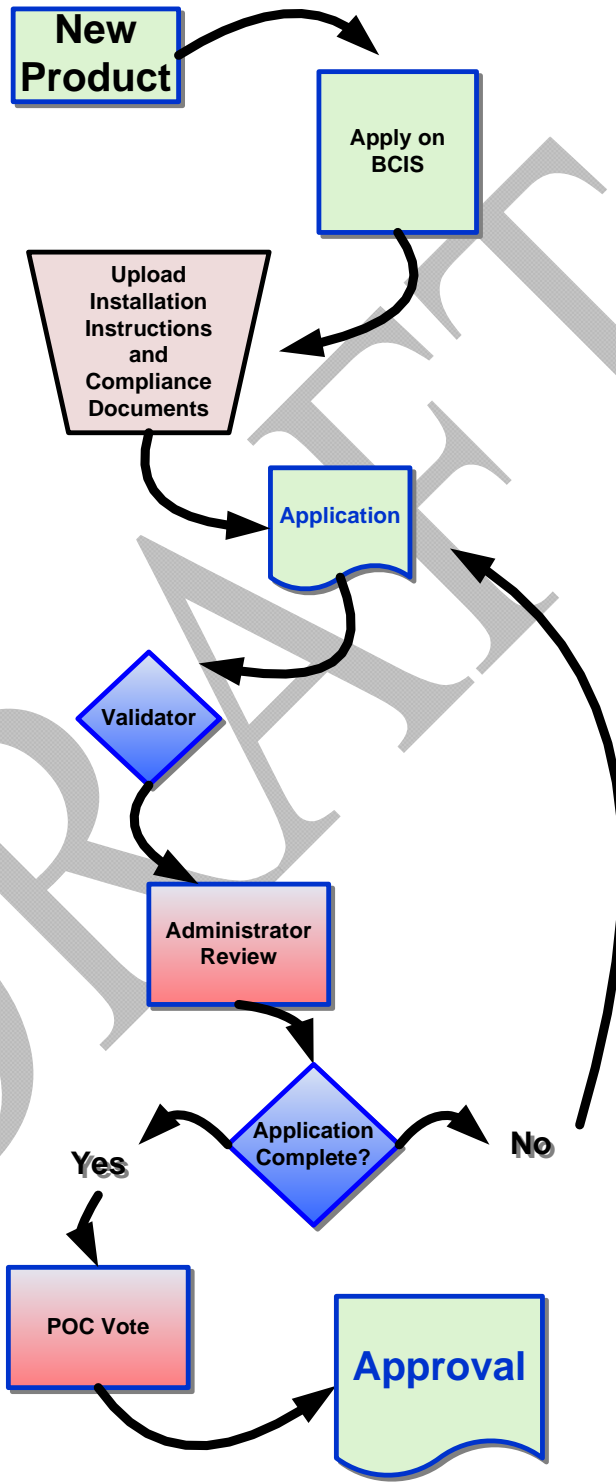 New
Product
Apply on
BCIS
Upload
Installation
Instructions
and
Compliance
Documents
Application
Validator
Administrator
Review
Application
Complete?
Yes
No
POC Vote
Approval
DRAFT